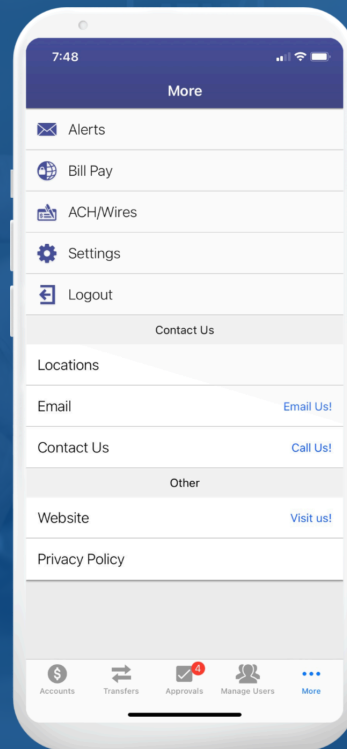 7:48
More
Alerts
Bill Pay
ACH/Wires
Settings
Logout
Contact Us
Locations
Email Email Us!
Contact Us Call Us!
Other
Website Visit us!
Privacy Policy
4
Accounts Transfers Approvals Manage Users More